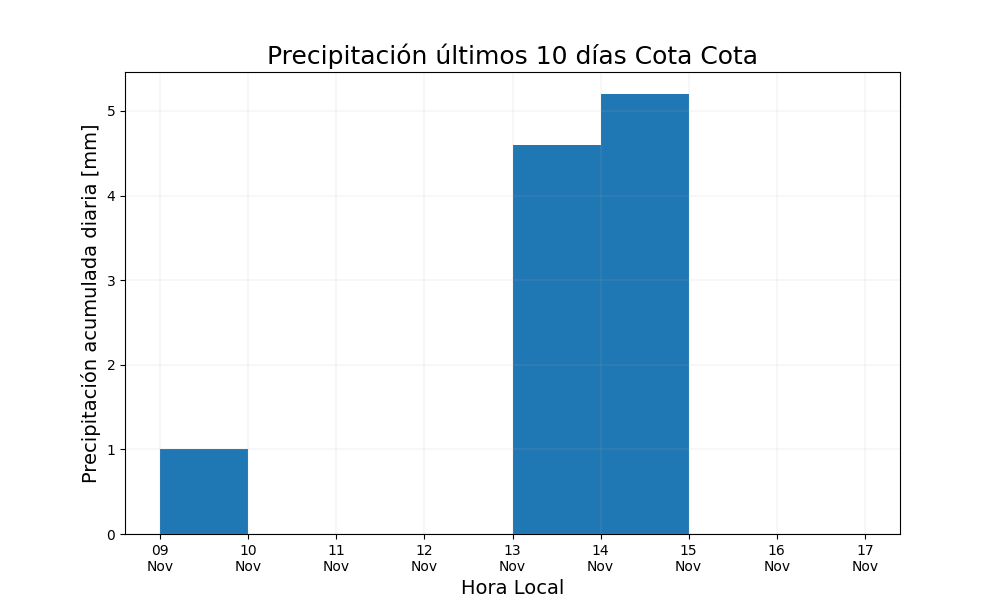 Precipitación últimos 10 días Cota Cota
Precipitación acumulada diaria [mm]
5
4
3
2
1
0
09 10 11 12 13 14 15 16 17
Nov Nov Nov Nov Nov Nov Nov Nov Nov
Hora Local